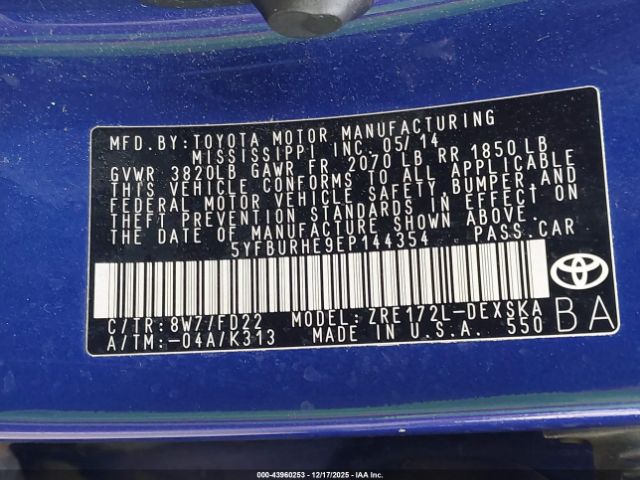 MFD.BY:TOYOTA MOTOR MANUFACTURING
MISSISSIPPI INC.05/14
GVWR 3820LB GAWR FR 2070 LB RR 1850 LB
THIS VEHICLE CONFORMS TO ALL APPLICABLE
FEDERAL MOTOR VEHICLE SAFETY,BUMPER,AND
THEFT PREVENTION STANDARDS IN EFFECT ON
THE DATE OF MANUFACTURE SHOWN ABOVE.
5YFBURHE9EP144354 PASS.CAR
C/TR:8W7/FD22 MODEL:ZRE172L-DEXSKA
A/TM:-04A/K313 MADE IN U.S.A. 550
BA
000-43960253 - 12/17/2025 - IAA Inc.